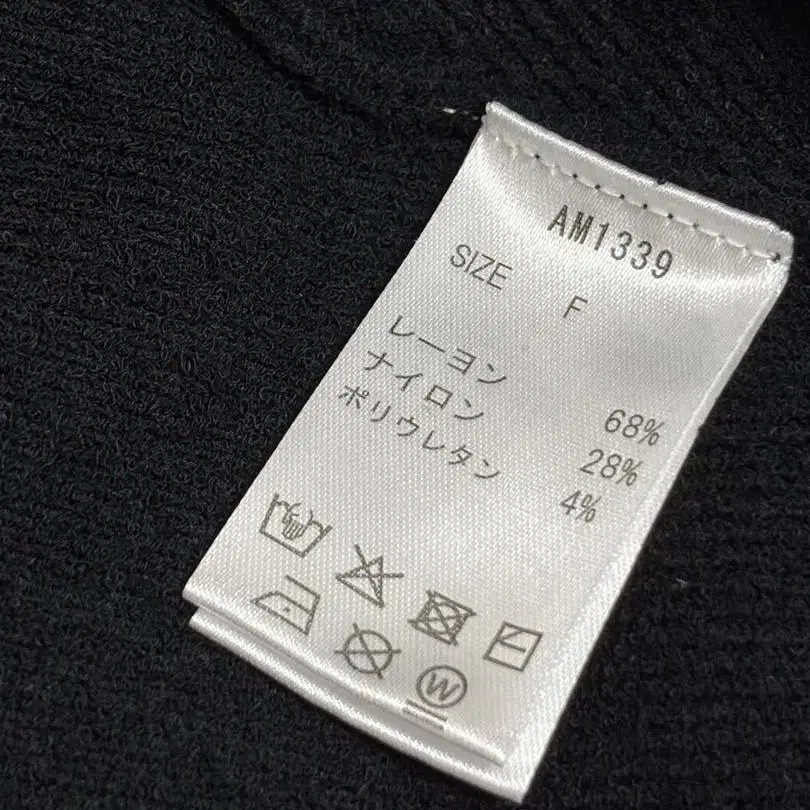 AM1339
SIZE F
レーヨン 68%
ナイロン 28%
ポリウレタン 4%
W